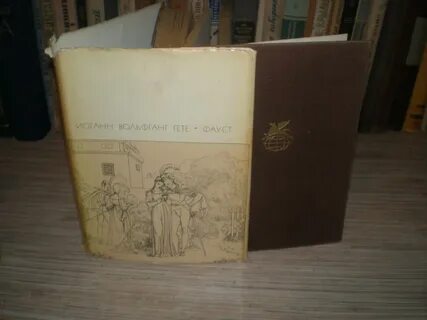 ИОГАНН ВОЛЬФГАНГ ГЕТЕ • ФАУСТ